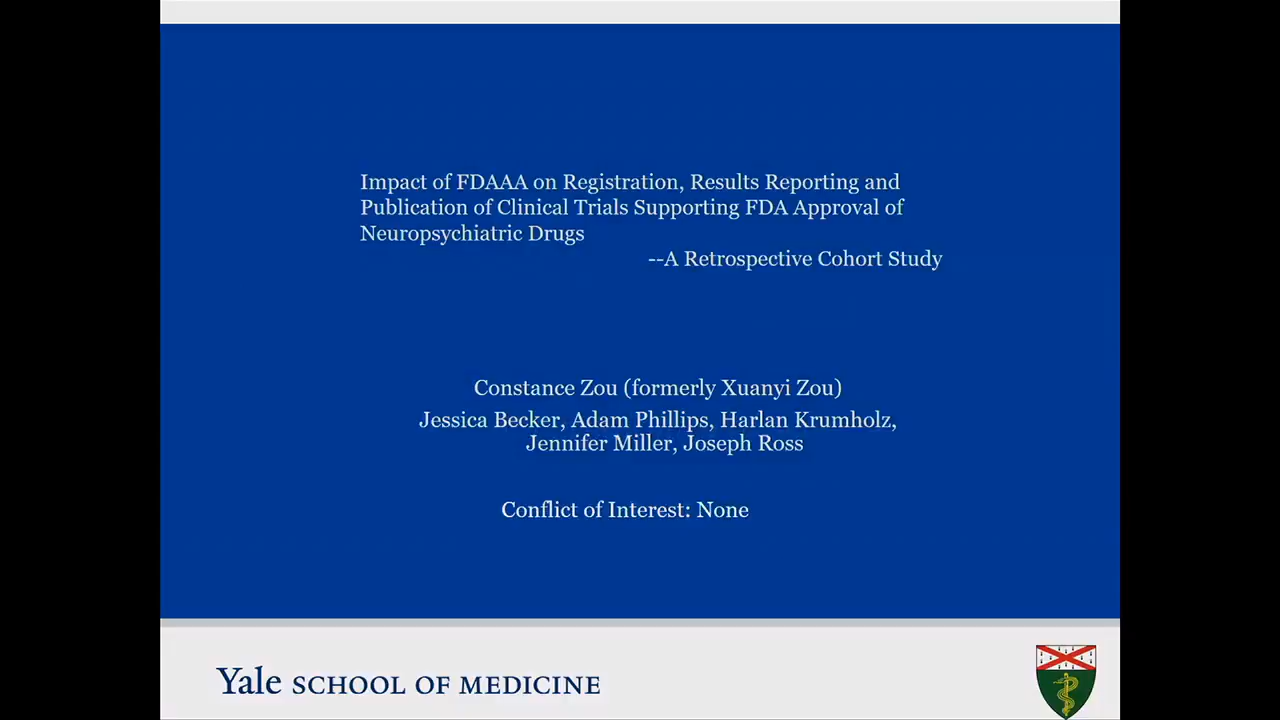 Impact of FDAAA on Registration, Results Reporting and
Publication of Clinical Trials Supporting FDA Approval of
Neuropsychiatric Drugs
--A Retrospective Cohort Study
Constance Zou (formerly Xuanyi Zou)
Jessica Becker, Adam Phillips, Harlan Krumholz,
Jennifer Miller, Joseph Ross
Conflict of Interest: None
Yale SCHOOL OF MEDICINE